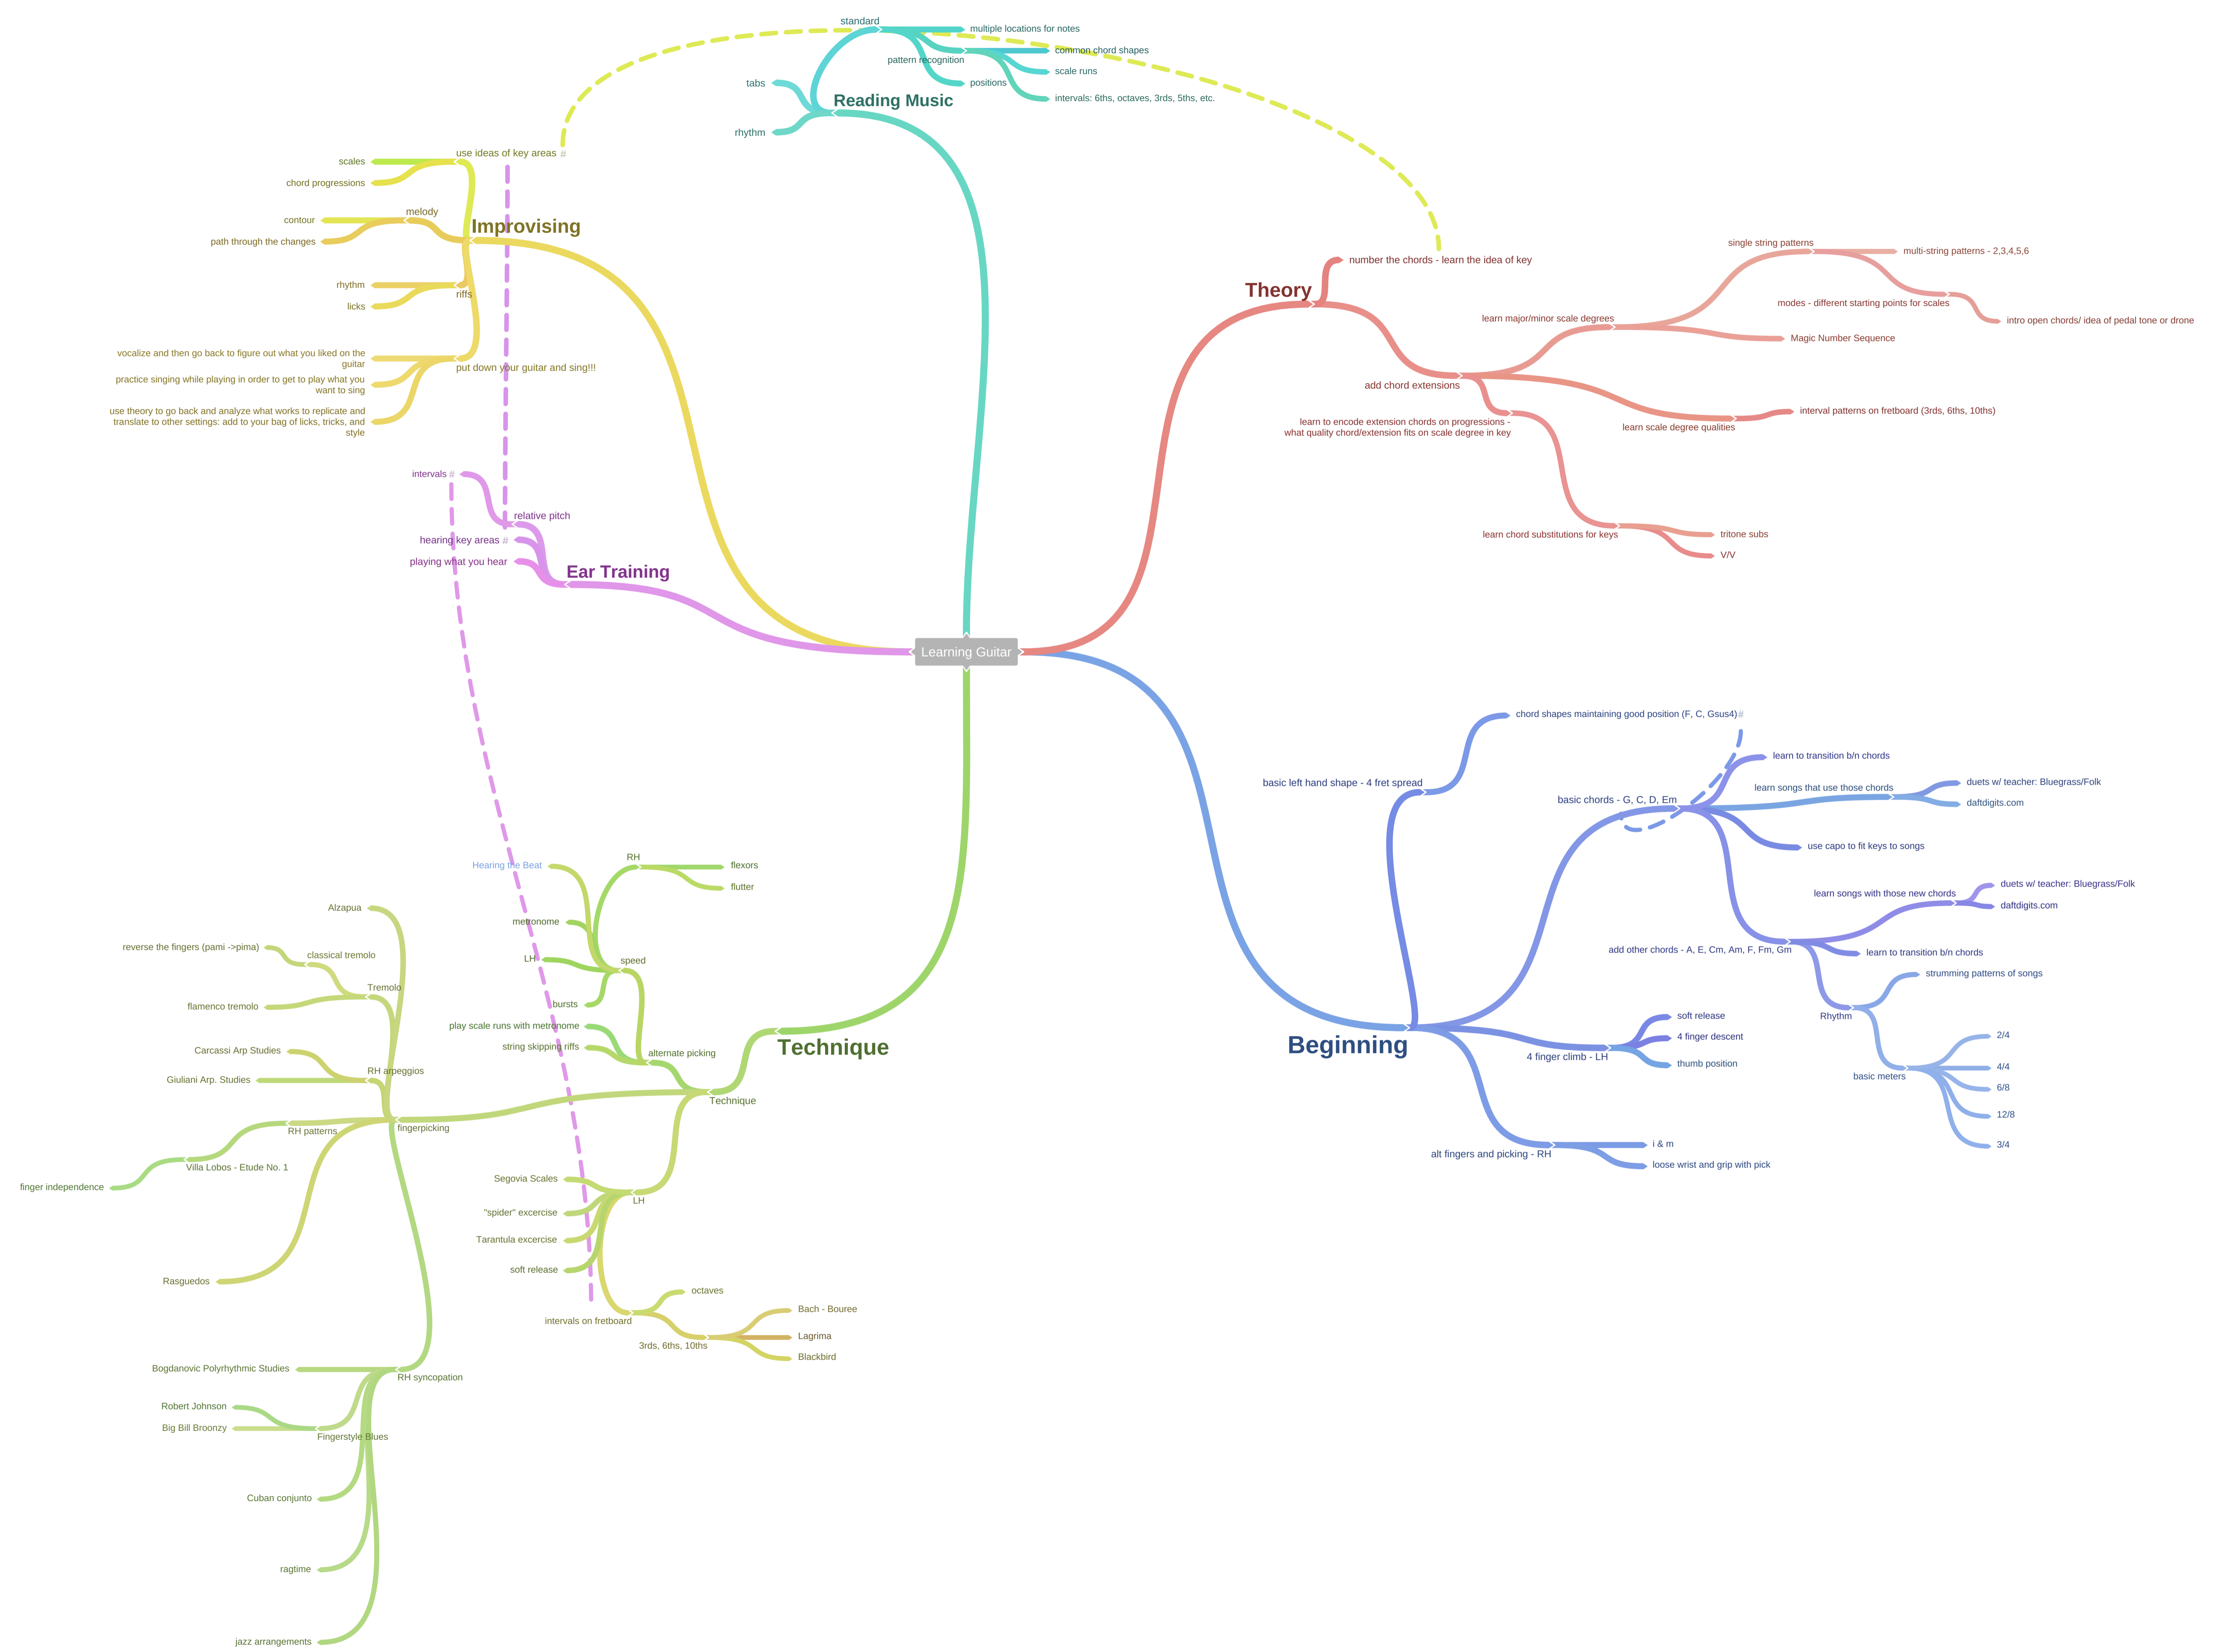 standard
multiple locations for notes
pattern recognition
common chord shapes
scale runs
intervals: 6ths, octaves, 3rds, 5ths, etc.
positions
tabs
Reading Music
rhythm
use ideas of key areas #
scales
chord progressions
melody
contour
path through the changes
Improvising
rhythm
licks
riffs
vocalize and then go back to figure out what you liked on the
guitar
put down your guitar and sing!!!
practice singing while playing in order to get to play what you
want to sing
use theory to go back and analyze what works to replicate and
translate to other settings: add to your bag of licks, tricks, and
style
intervals #
relative pitch
hearing key areas #
playing what you hear
Ear Training
Learning Guitar
number the chords - learn the idea of key
Theory
single string patterns
multi-string patterns - 2,3,4,5,6
modes - different starting points for scales
intro open chords/ idea of pedal tone or drone
learn major/minor scale degrees
Magic Number Sequence
add chord extensions
interval patterns on fretboard (3rds, 6ths, 10ths)
learn scale degree qualities
learn to encode extension chords on progressions -
what quality chord/extension fits on scale degree in key
learn chord substitutions for keys
tritone subs
V/V
chord shapes maintaining good position (F, C, Gsus4) #
basic left hand shape - 4 fret spread
learn to transition b/n chords
basic chords - G, C, D, Em
learn songs that use those chords
duets w/ teacher: Bluegrass/Folk
daftdigits.com
use capo to fit keys to songs
learn songs with those new chords
duets w/ teacher: Bluegrass/Folk
daftdigits.com
add other chords - A, E, Cm, Am, F, Fm, Gm
learn to transition b/n chords
strumming patterns of songs
Rhythm
basic meters
2/4
4/4
6/8
12/8
3/4
Beginning
4 finger climb - LH
soft release
4 finger descent
thumb position
alt fingers and picking - RH
i & m
loose wrist and grip with pick
RH
flexors
flutter
Hearing the Beat
metronome
LH
speed
bursts
play scale runs with metronome
string skipping riffs
alternate picking
Technique
Technique
Alzapua
reverse the fingers (pami ->pima)
classical tremolo
Tremolo
flamenco tremolo
Carcassi Arp Studies
RH arpeggios
Giuliani Arp. Studies
RH patterns
fingerpicking
Villa Lobos - Etude No. 1
finger independence
Rasguedos
Segovia Scales
LH
"spider" excercise
Tarantula excercise
soft release
octaves
intervals on fretboard
3rds, 6ths, 10ths
Bach - Bouree
Lagrima
Blackbird
Bogdanovic Polyrhythmic Studies
RH syncopation
Robert Johnson
Big Bill Broonzy
Fingerstyle Blues
Cuban conjunto
ragtime
jazz arrangements